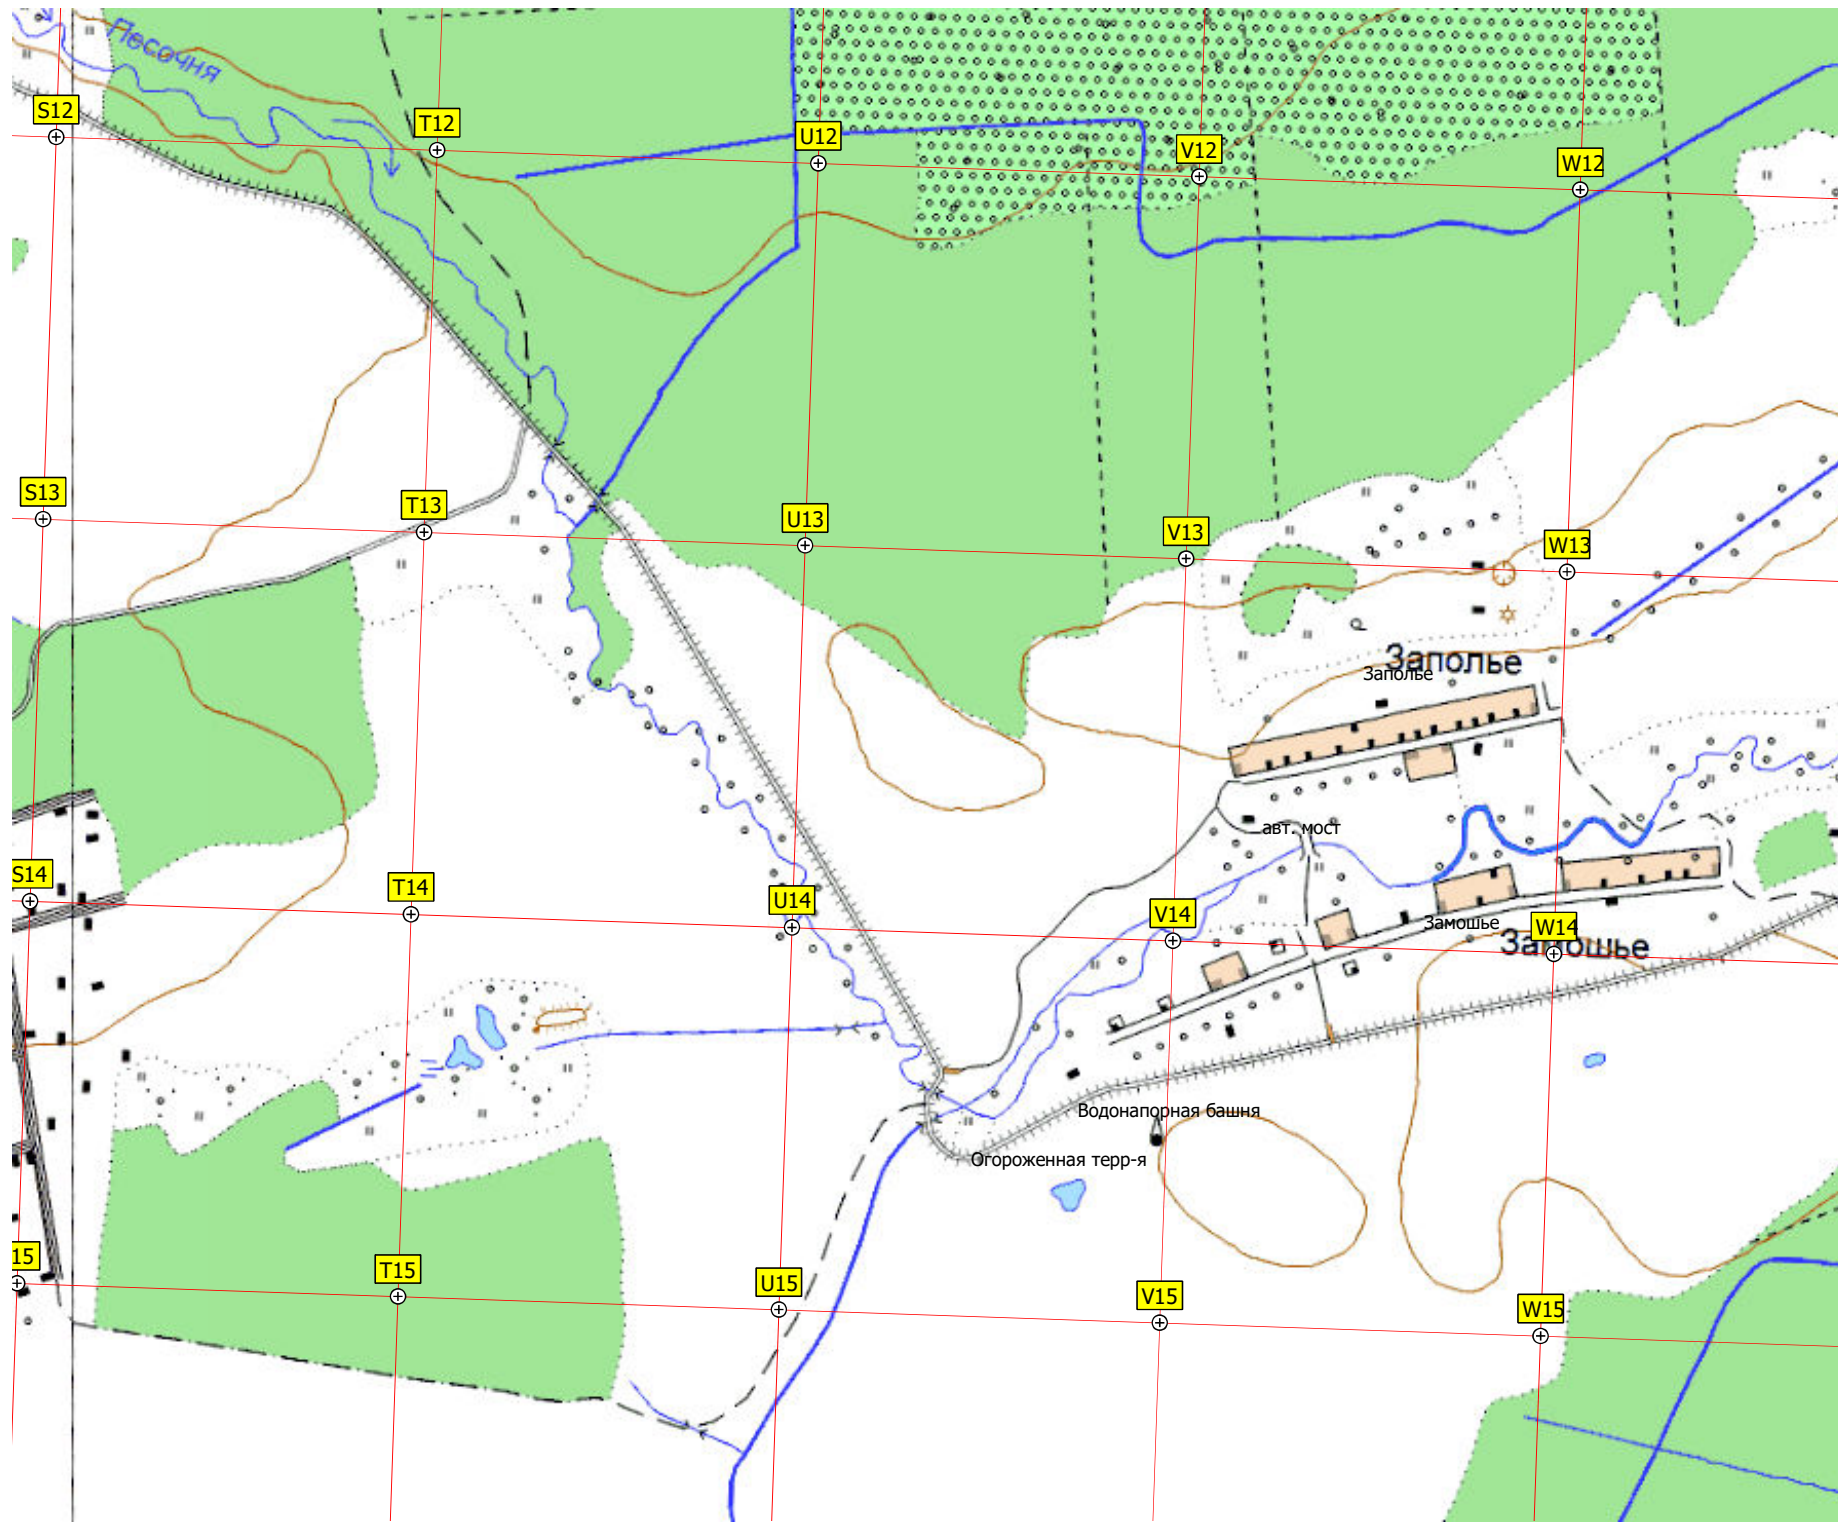 Песочня
S12
T12
U12
V12
W12
S13
T13
U13
V13
W13
Заполье
Заполье
авт. мост
S14
T14
U14
V14
W14
Замошье
Замошье
Водонапорная башня
Огороженная терр-я
15
T15
U15
V15
W15